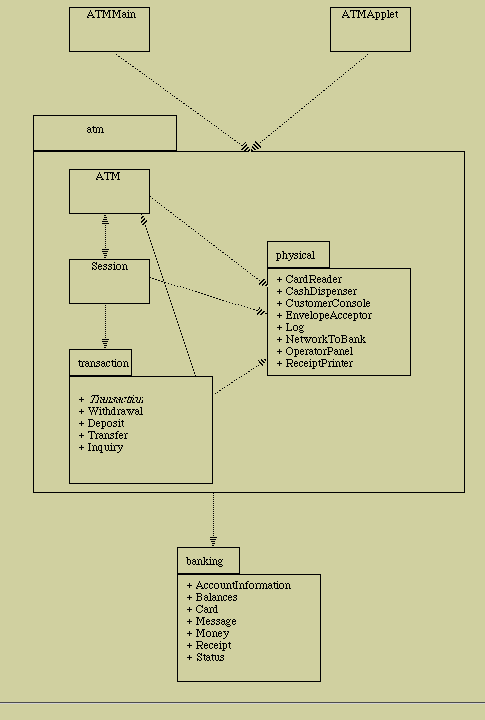 ATMMain
ATMApplet
atm
ATM
Session
physical
+ CardReader
+ CashDispenser
+ CustomerConsole
+ EnvelopeAcceptor
+ Log
+ NetworkToBank
+ OperatorPanel
+ ReceiptPrinter
transaction
+ Transaction
+ Withdrawal
+ Deposit
+ Transfer
+ Inquiry
banking
+ AccountInformation
+ Balances
+ Card
+ Message
+ Money
+ Receipt
+ Status